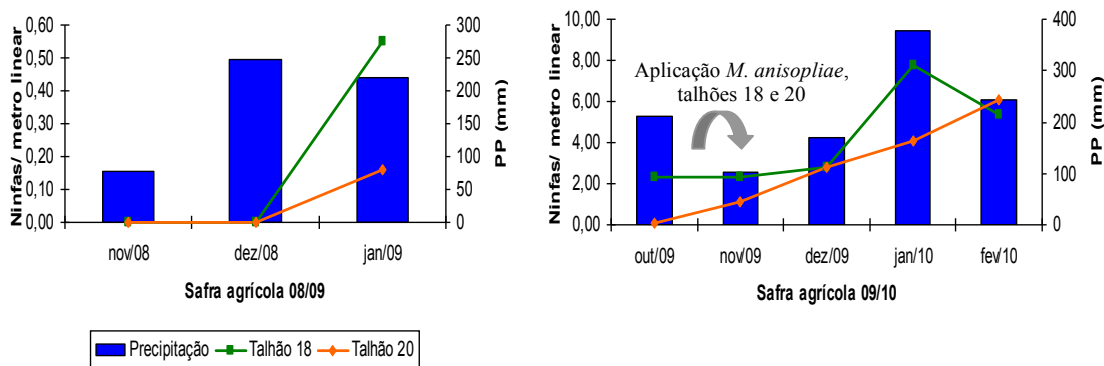 Ninfas/ metro linear
0,60
0,50
0,40
0,30
0,20
0,10
0,00
300
250
200
150
100
50
0
PP (mm)
nov/08 dez/08 jan/09
Safra agrícola 08/09
Precipitação Talhão 18 Talhão 20
Ninfas/ metro linear
10,00
8,00
6,00
4,00
2,00
0,00
Aplicação M. anisopliae,
talhões 18 e 20
400
300
200
100
0
PP (mm)
out/09 nov/09 dez/09 jan/10 fev/10
Safra agrícola 09/10